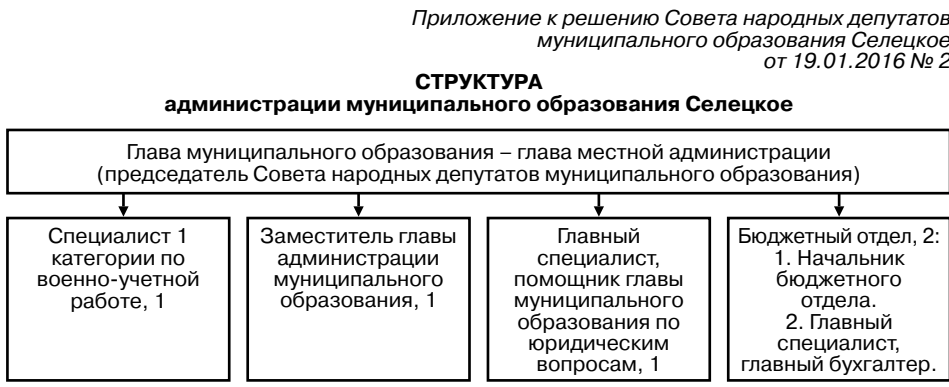 Приложение к решению Совета народных депутатов
муниципального образования Селецкое
от 19.01.2016 № 2
СТРУКТУРА
администрации муниципального образования Селецкое
Глава муниципального образования – глава местной администрации
(председатель Совета народных депутатов муниципального образования)
Специалист 1
категории по
военно-учетной
работе, 1
Заместитель главы
администрации
муниципального
образования, 1
Главный
специалист,
помощник главы
муниципального
образования по
юридическим
вопросам, 1
Бюджетный отдел, 2:
1. Начальник
бюджетного
отдела.
2. Главный
специалист,
главный бухгалтер.